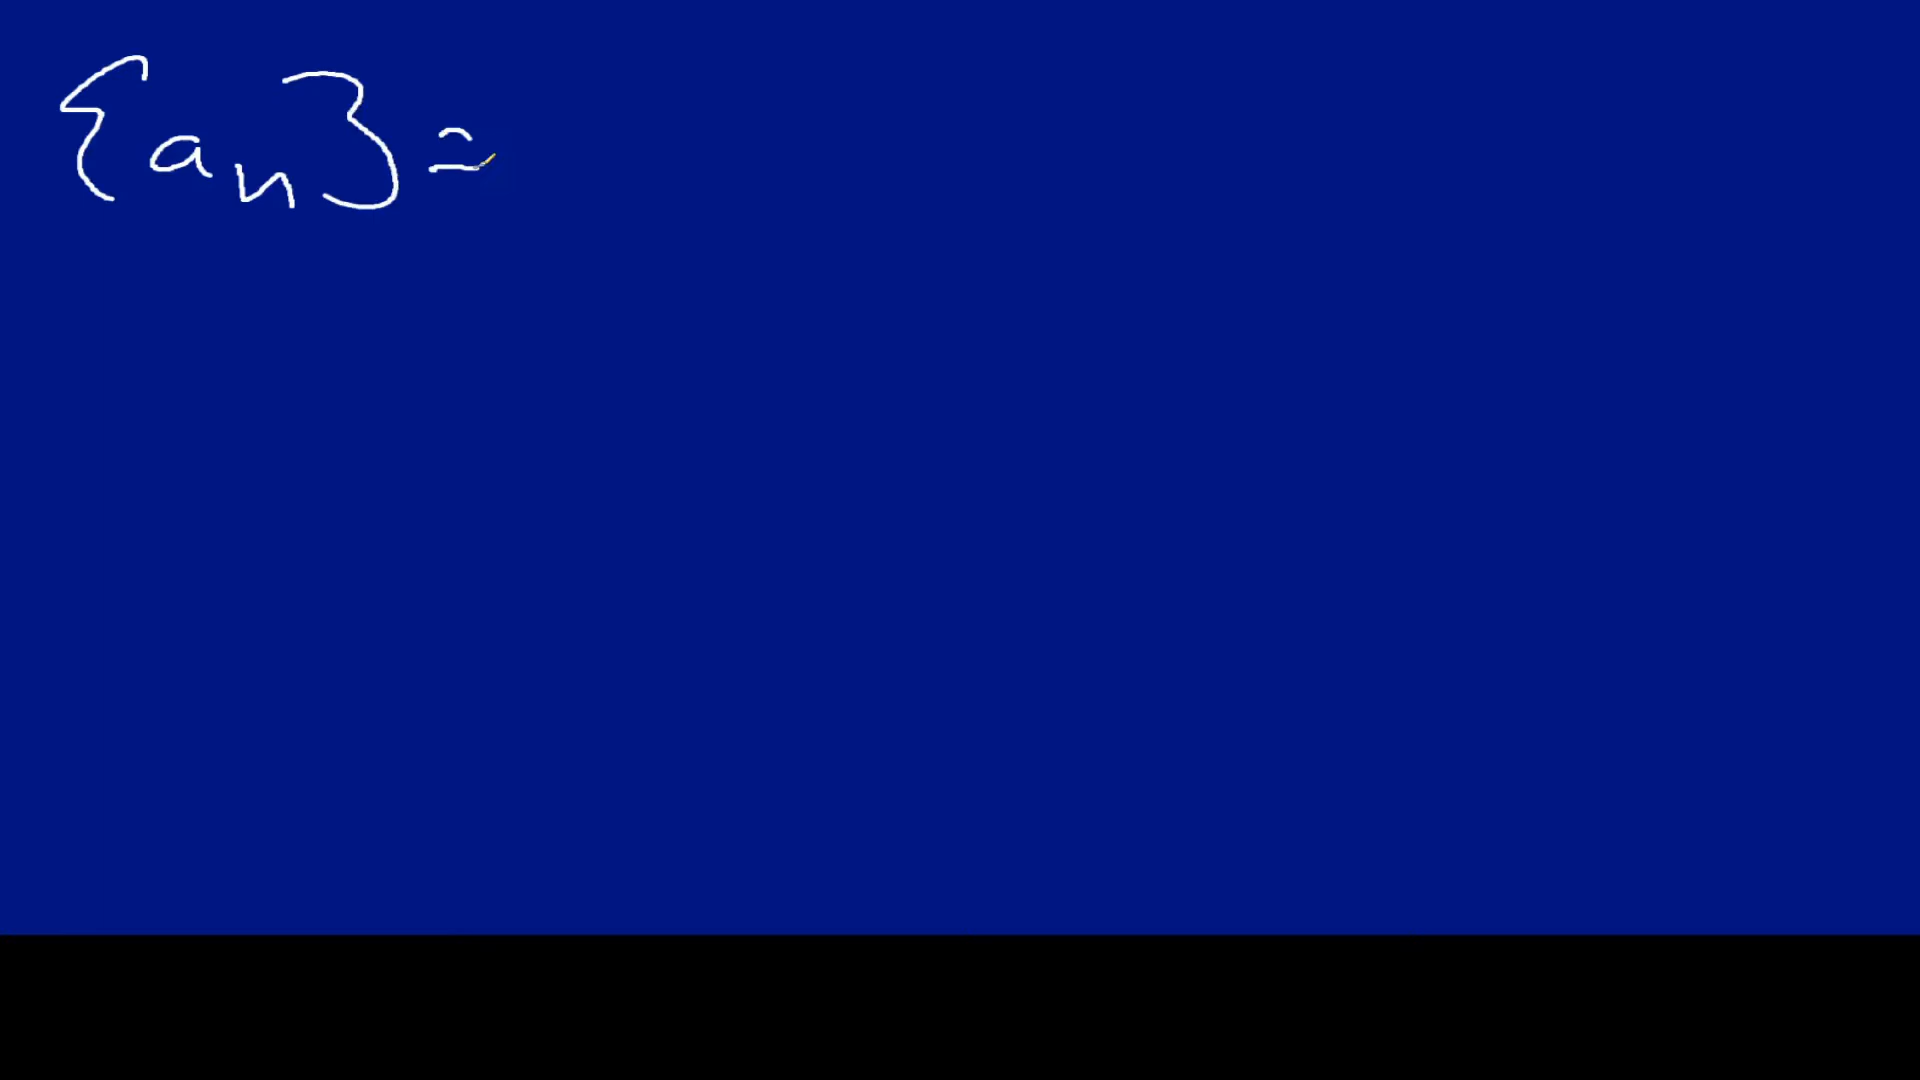 {aₙ} =